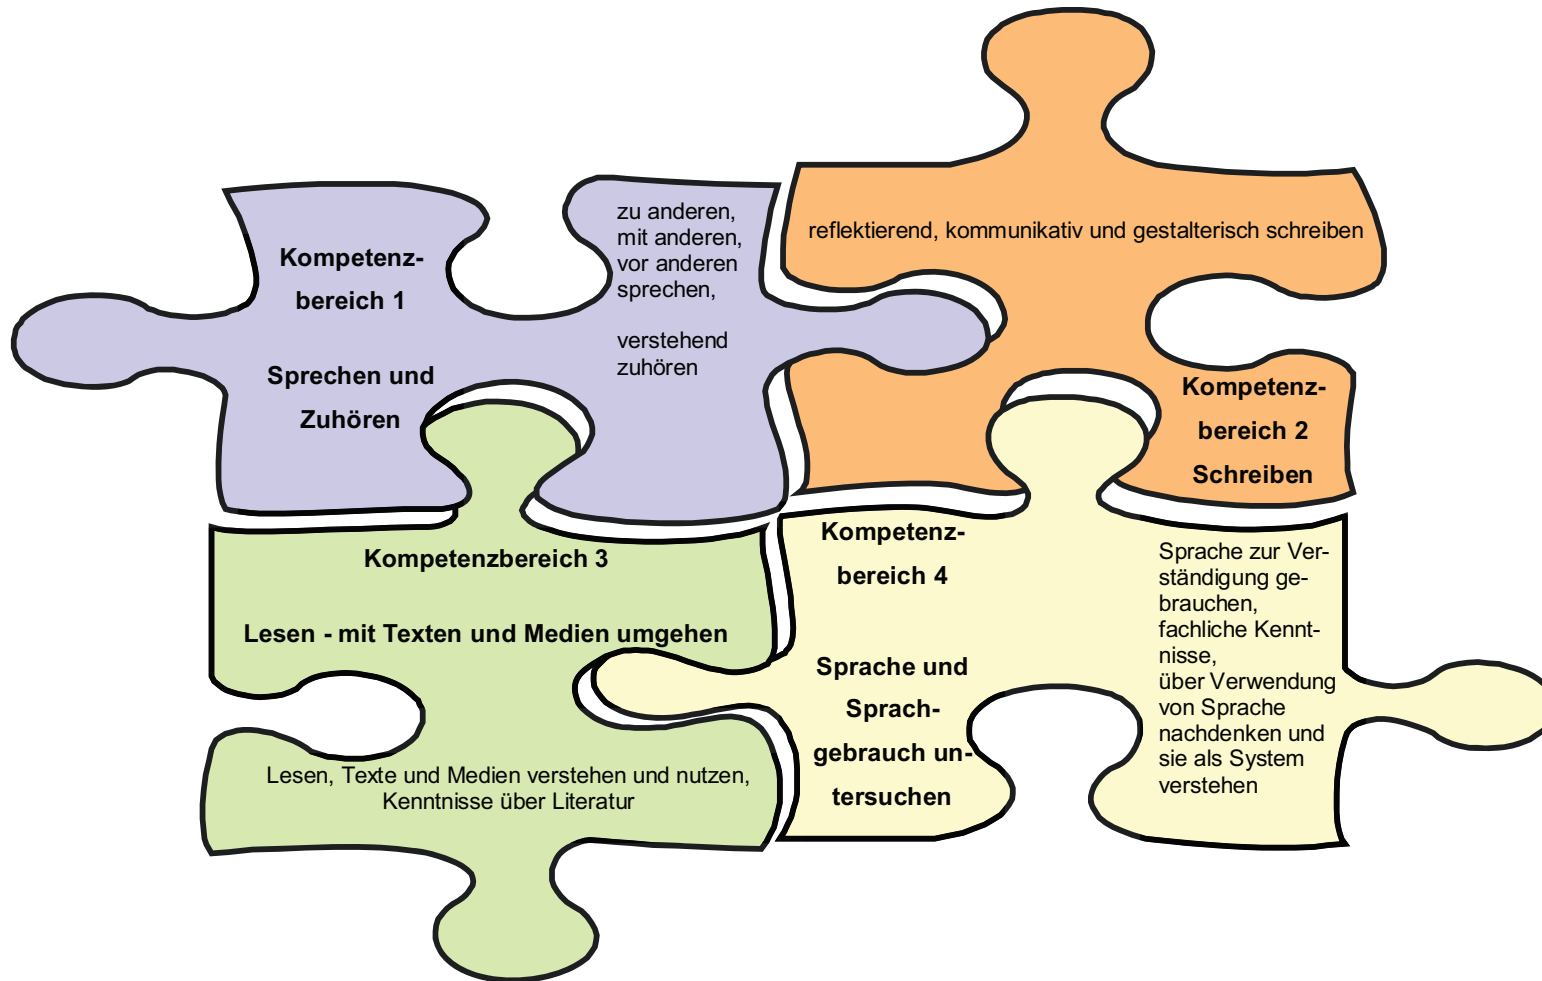 Kompetenz-
bereich 1
Sprechen und
Zuhören
zu anderen,
mit anderen,
vor anderen
sprechen,
verstehend
zuhören
reflektierend, kommunikativ und gestalterisch schreiben
Kompetenz-
bereich 2
Schreiben
Kompetenzbereich 3
Lesen - mit Texten und Medien umgehen
Lesen, Texte und Medien verstehen und nutzen,
Kenntnisse über Literatur
Kompetenz-
bereich 4
Sprache und
Sprach-
gebrauch un-
tersuchen
Sprache zur Ver-
ständigung ge-
brauchen,
fachliche Kennt-
nisse,
über Verwendung
von Sprache
nachdenken und
sie als System
verstehen